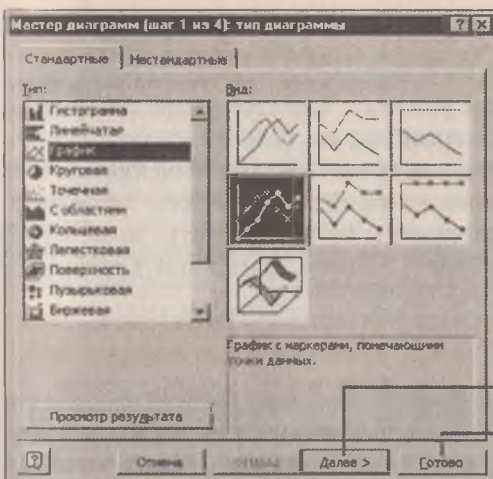 Мастер диаграмм (шаг 1 из 4): тип диаграммы
Стандартные
Нестандартные
Тип:
Гистограмма
Линейчатая
График
Круговая
Точечная
С областями
Кольцевая
Лепестковая
Поверхность
Пузырьковая
Биржевая
Вид:
График с маркерами, помечающими
точки данных.
Просмотр результата
Отмена
Далее >
Готово